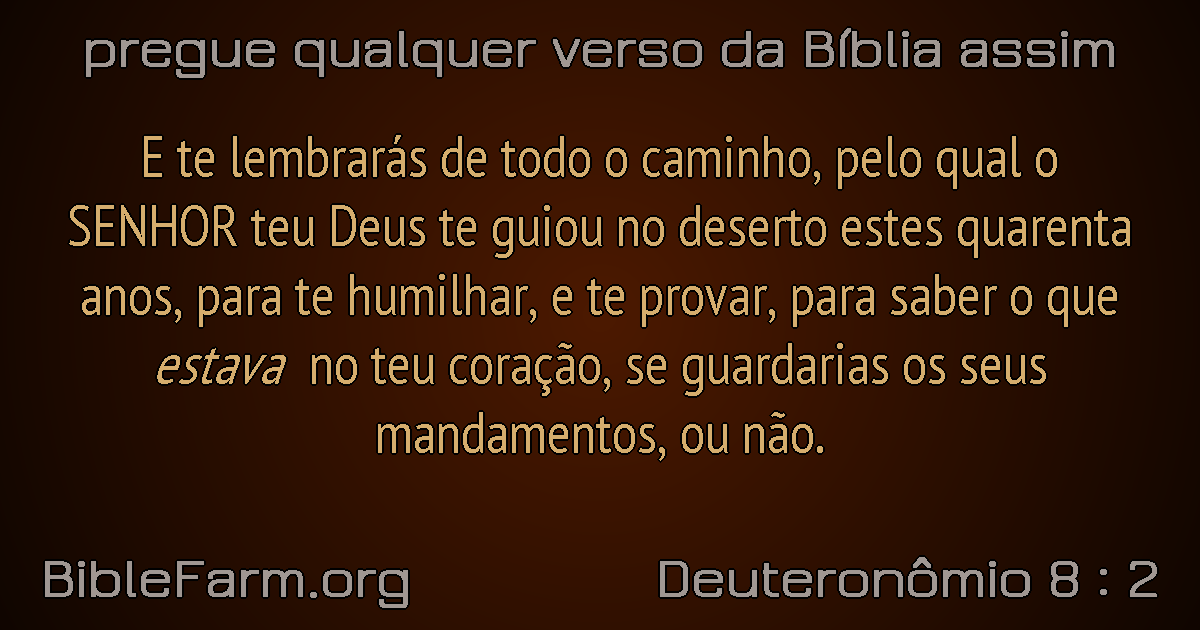 pregue qualquer verso da Bíblia assim
E te lembrarás de todo o caminho, pelo qual o
SENHOR teu Deus te guiou no deserto estes quarenta
anos, para te humilhar, e te provar, para saber o que
estava no teu coração, se guardarias os seus
mandamentos, ou não.
BibleFarm.org
Deuteronômio 8 : 2